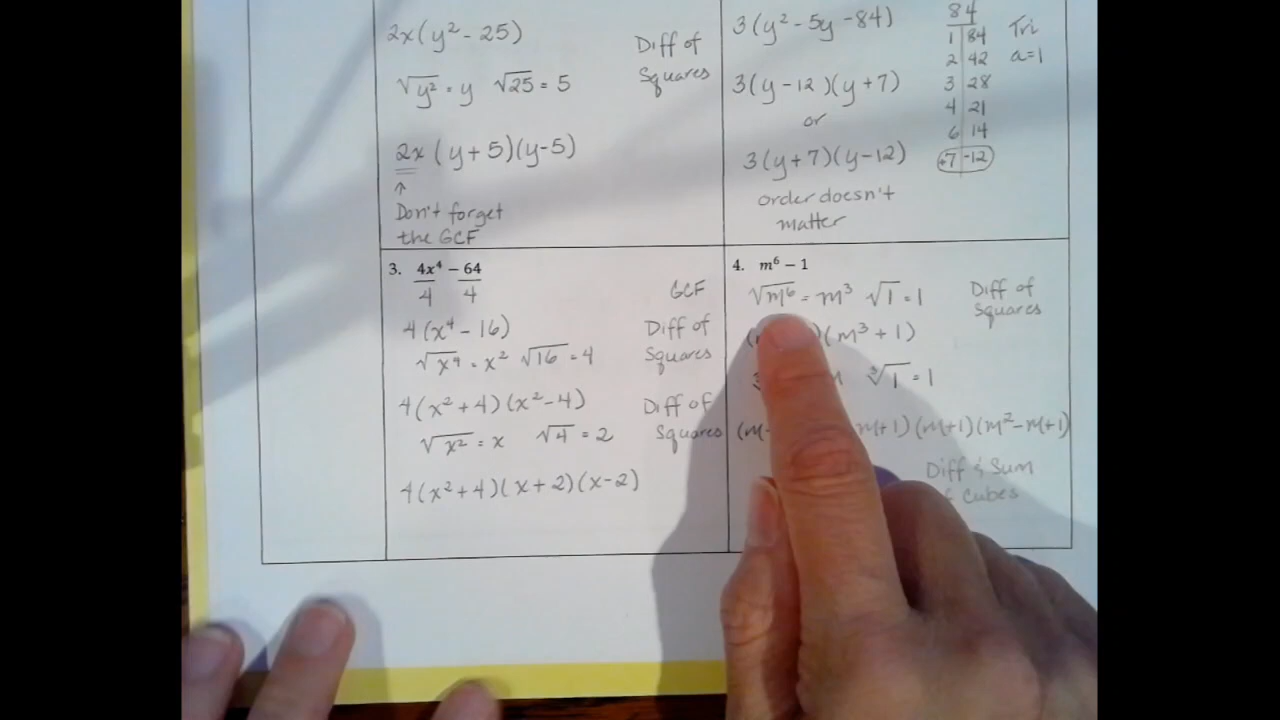 2x(y² - 25)
Diff of
Squares
√y² = y √25 = 5
2x (y + 5)(y - 5)
↑
Don't forget
the GCF
3(y² - 5y - 84)
84
1 | 84
2 | 42
3 | 28
4 | 21
6 | 14
+7 | -12
Tri
a=1
3(y - 12)(y + 7)
or
3(y + 7)(y - 12)
order doesn't
matter
3. 4x⁴ - 64
4 4
GCF
4(x⁴ - 16)
Diff of
Squares
√x⁴ = x² √16 = 4
4(x² + 4)(x² - 4)
Diff of
Squares
√x² = x √4 = 2
4(x² + 4)(x + 2)(x - 2)
4. m⁶ - 1
√m⁶ = m³ √1 = 1
Diff of
Squares
)(m³ + 1)
∛1 = 1
(m- m+1)(m+1)(m²-m+1)
Diff & Sum
Cubes